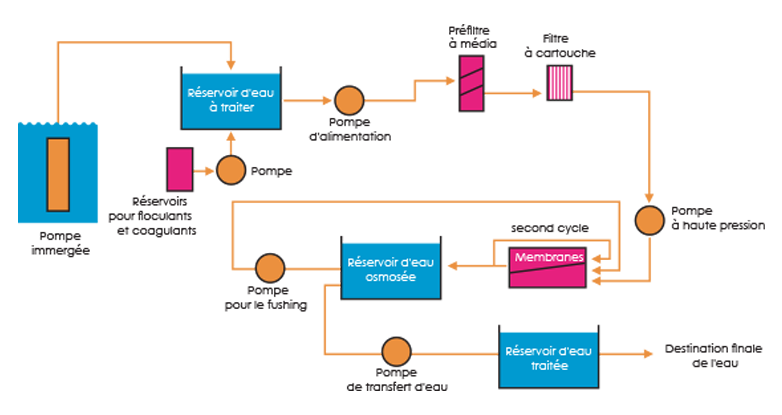 Préfiltre
à média
Filtre
à cartouche
Réservoir d'eau
à traiter
Pompe
d'alimentation
Pompe
Réservoirs
pour floculants
et coagulants
Pompe
immergée
Pompe
à haute pression
second cycle
Membranes
Réservoir d'eau
osmosée
Pompe
pour le fushing
Réservoir d'eau
traitée
Destination finale
de l'eau
Pompe
de transfert d'eau